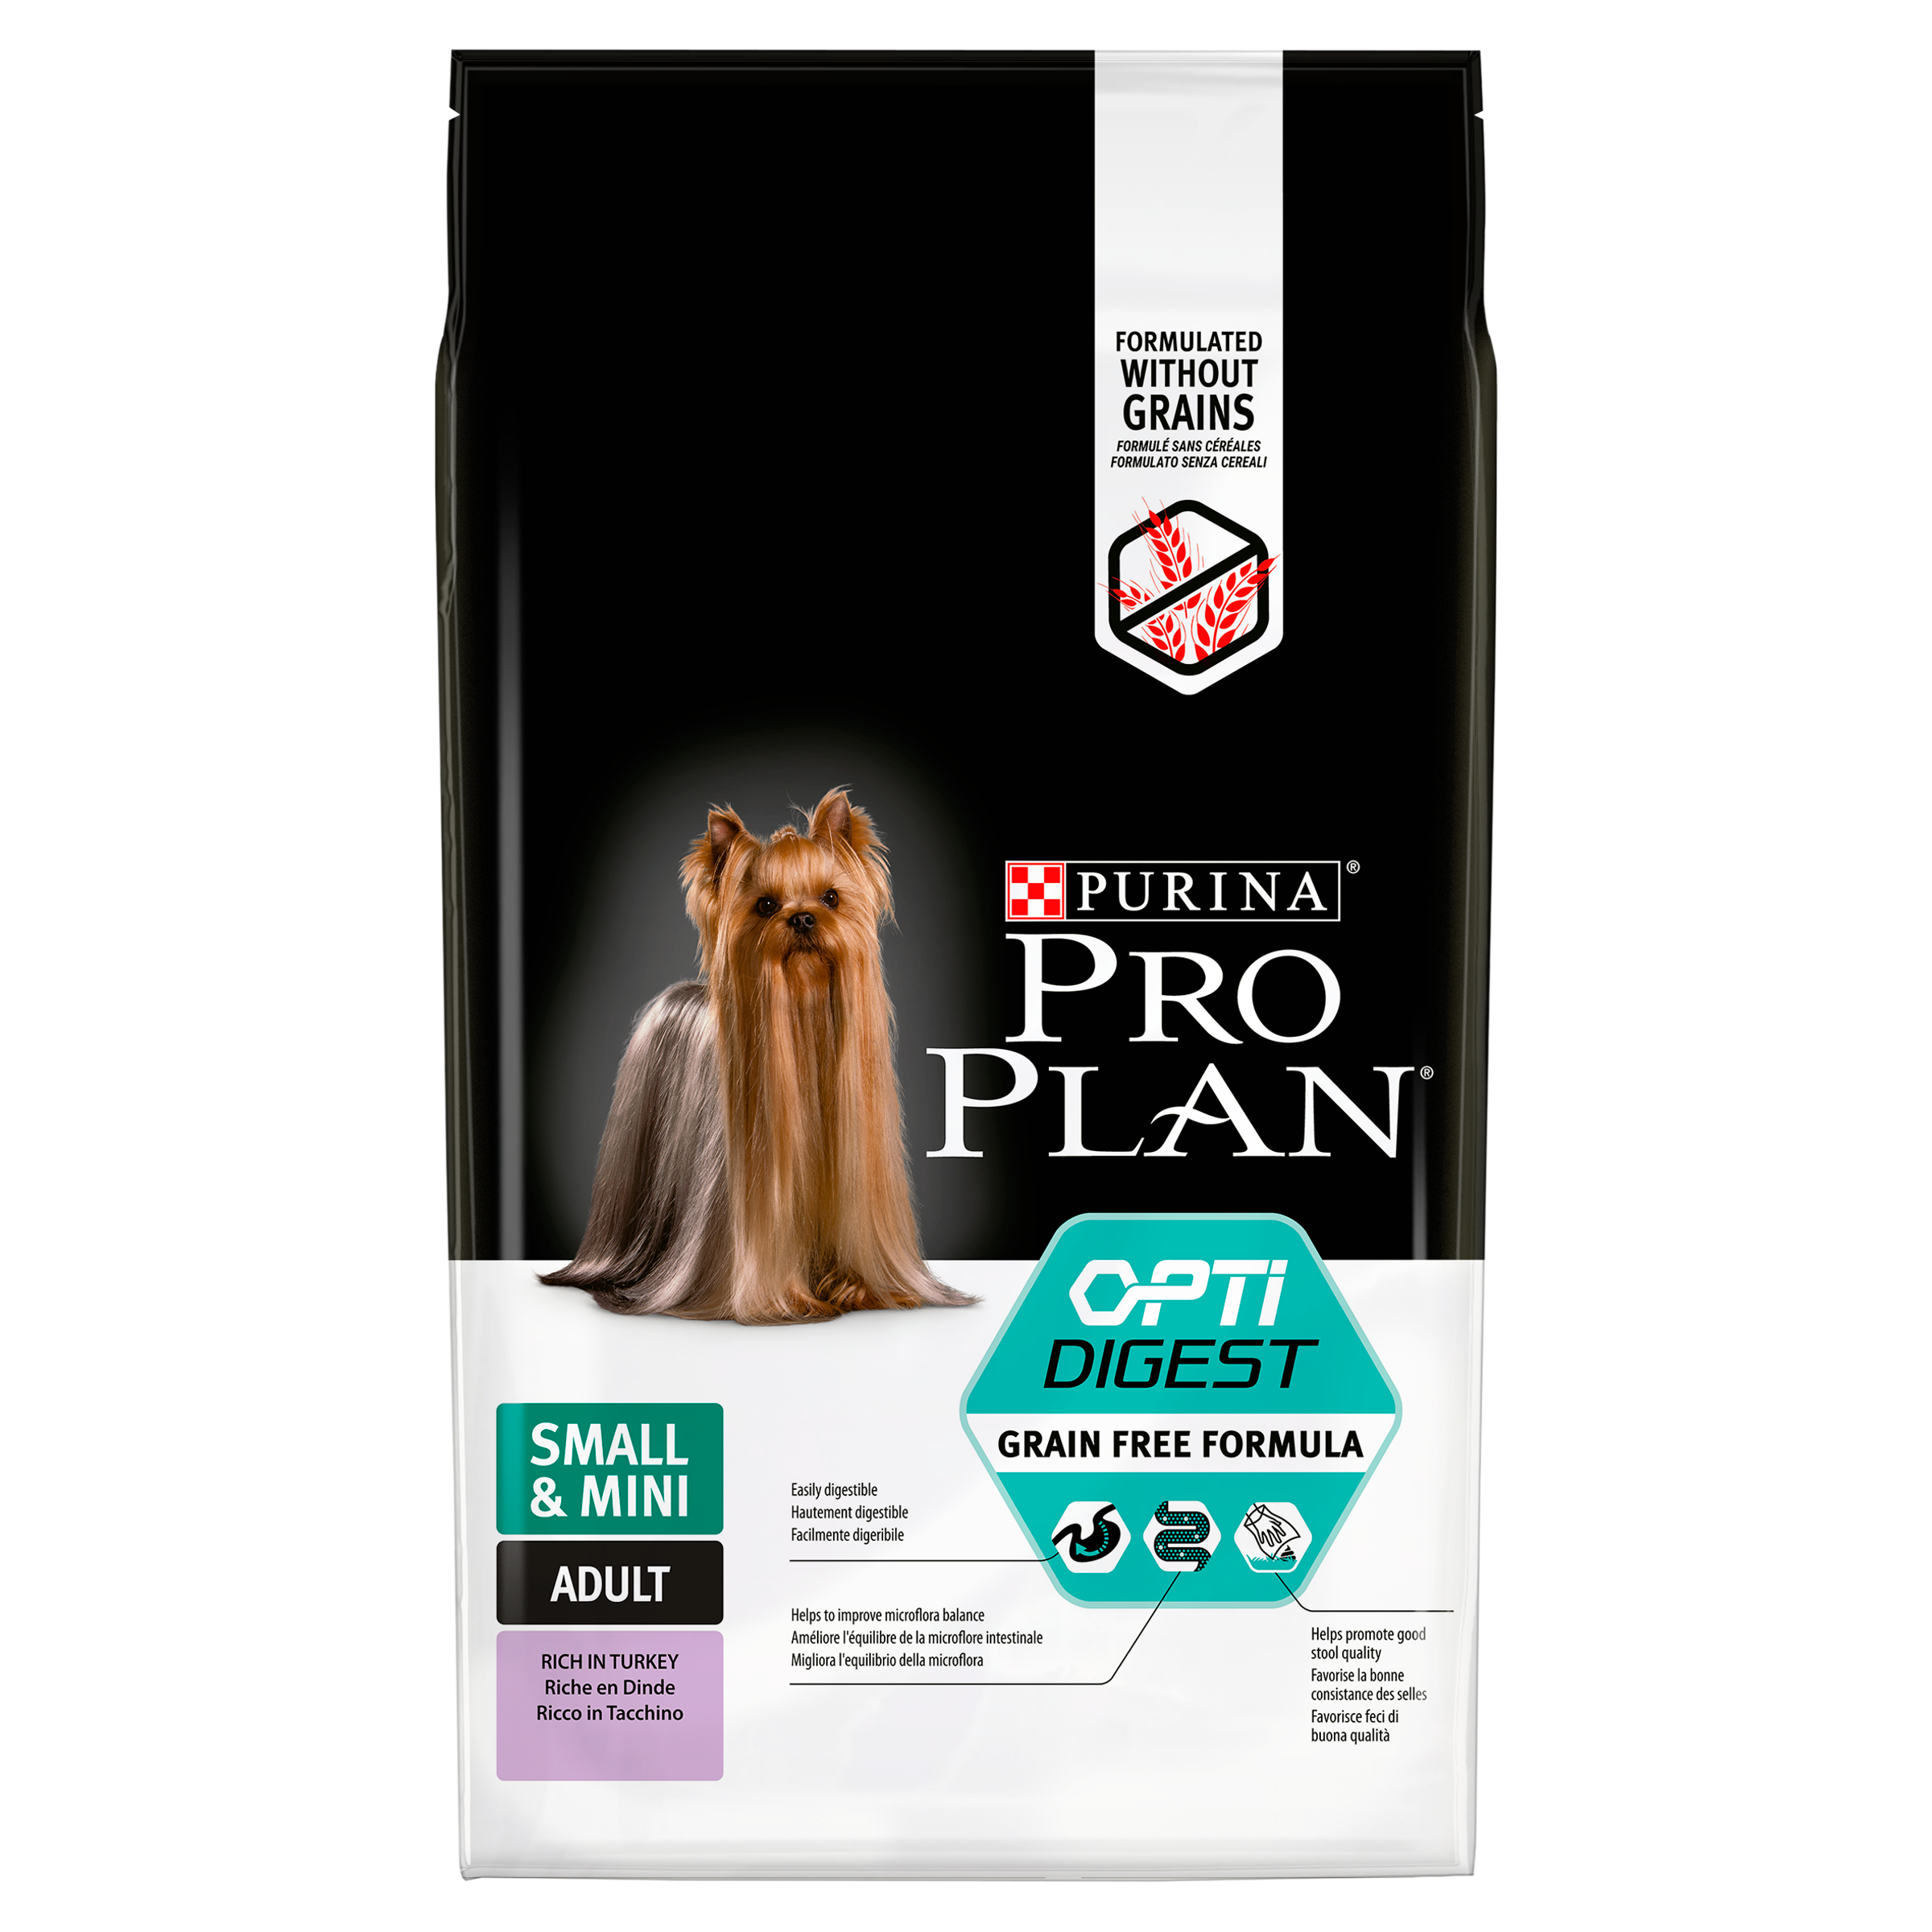 FORMULATED
WITHOUT
GRAINS
FORMULÉ SANS CÉRÉALES
FORMULATO SENZA CEREALI
PURINA®
PRO
PLAN®
OPTI
DIGEST
GRAIN FREE FORMULA
SMALL
& MINI
ADULT
RICH IN TURKEY
Riche en Dinde
Ricco in Tacchino
Easily digestible
Hautement digestible
Facilmente digeribile
Helps to improve microflora balance
Améliore l'équilibre de la microflore intestinale
Migliora l'equilibrio della microflora
Helps promote good
stool quality
Favorise la bonne
consistance des selles
Favorisce feci di
buona qualità